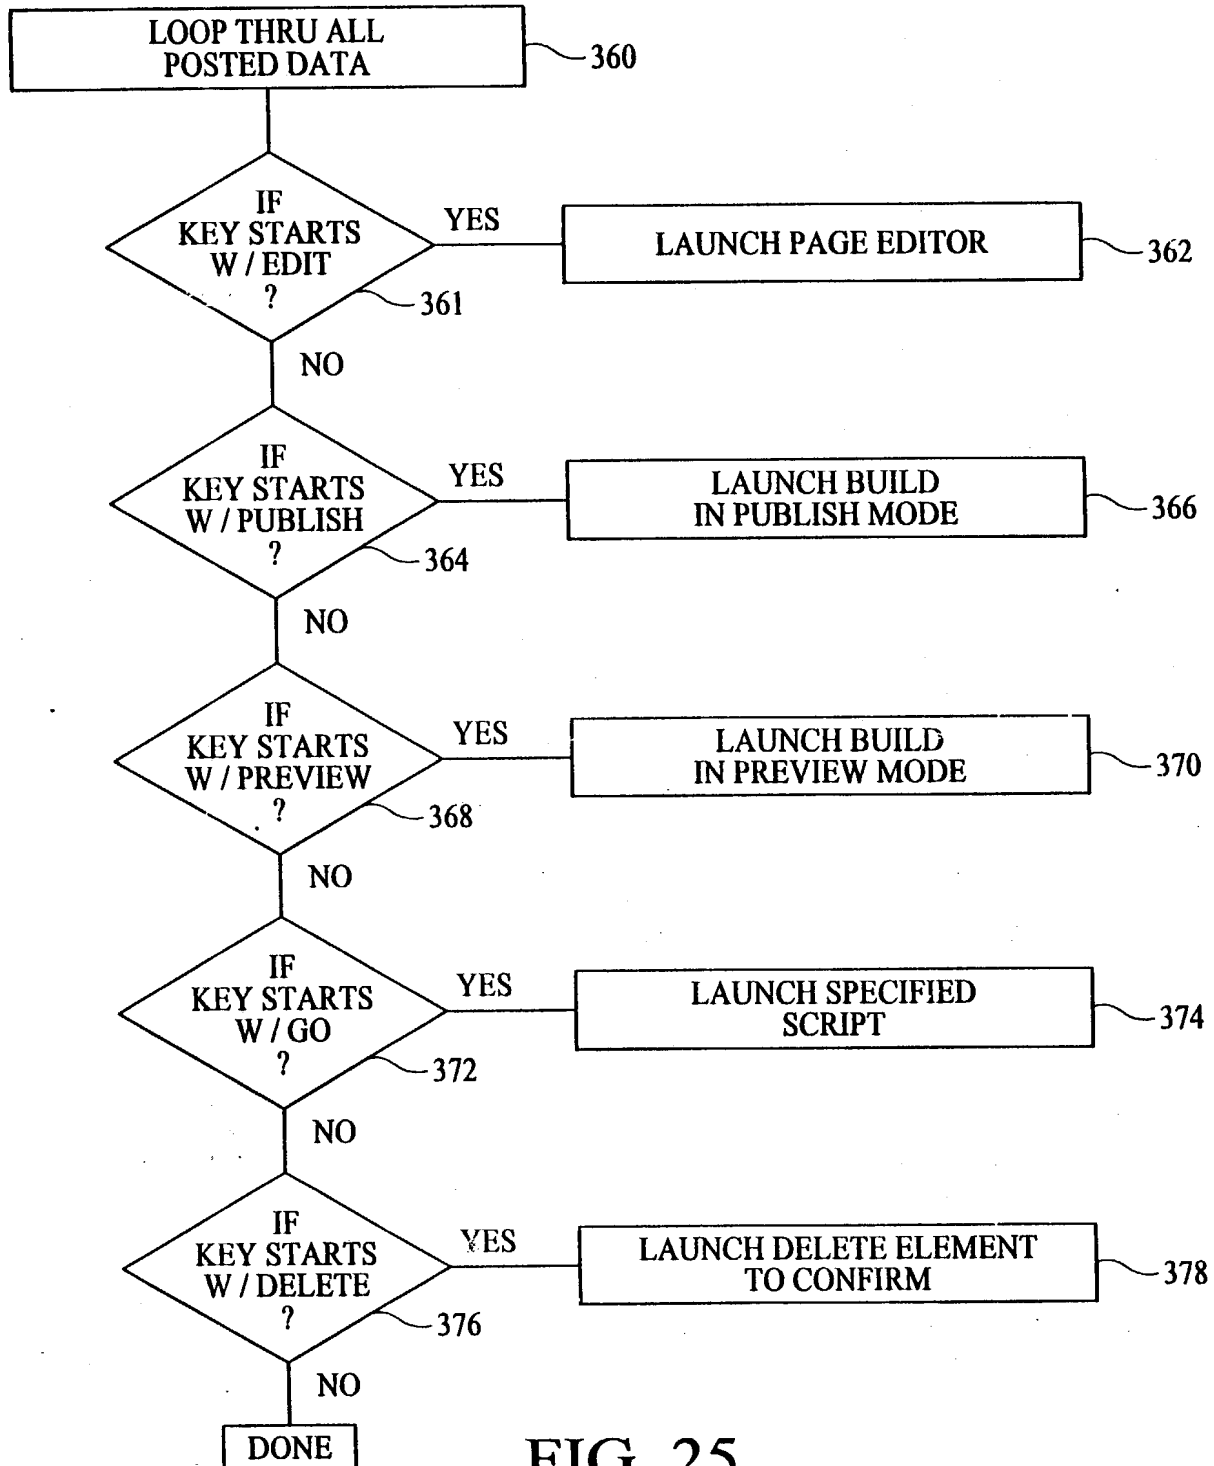 LOOP THRU ALL
POSTED DATA
360
IF
KEY STARTS
W / EDIT
?
361
YES
LAUNCH PAGE EDITOR
362
NO
IF
KEY STARTS
W / PUBLISH
?
364
YES
LAUNCH BUILD
IN PUBLISH MODE
366
NO
IF
KEY STARTS
W / PREVIEW
?
368
YES
LAUNCH BUILD
IN PREVIEW MODE
370
NO
IF
KEY STARTS
W / GO
?
372
YES
LAUNCH SPECIFIED
SCRIPT
374
NO
IF
KEY STARTS
W / DELETE
?
376
YES
LAUNCH DELETE ELEMENT
TO CONFIRM
378
NO
DONE
FIG. 25